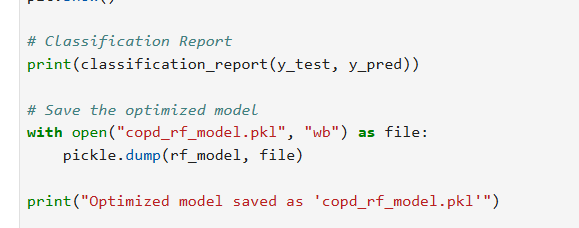 # Classification Report
print(classification_report(y_test, y_pred))
# Save the optimized model
with open("copd_rf_model.pkl", "wb") as file:
    pickle.dump(rf_model, file)
print("Optimized model saved as 'copd_rf_model.pkl'")